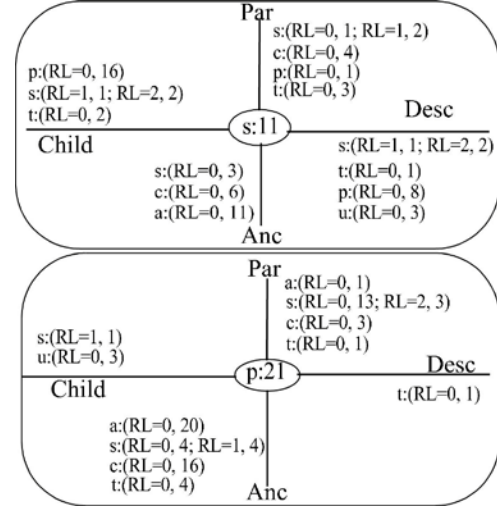 Par
s:(RL=0, 1; RL=1, 2)
c:(RL=0, 4)
p:(RL=0, 1)
t:(RL=0, 3)
p:(RL=0, 16)
s:(RL=1, 1; RL=2, 2)
t:(RL=0, 2)
Desc
s:11
Child
s:(RL=1, 1; RL=2, 2)
t:(RL=0, 1)
p:(RL=0, 8)
u:(RL=0, 3)
s:(RL=0, 3)
c:(RL=0, 6)
a:(RL=0, 11)
Anc
Par
a:(RL=0, 1)
s:(RL=0, 13; RL=2, 3)
c:(RL=0, 3)
t:(RL=0, 1)
s:(RL=1, 1)
u:(RL=0, 3)
p:21
Desc
Child
t:(RL=0, 1)
a:(RL=0, 20)
s:(RL=0, 4; RL=1, 4)
c:(RL=0, 16)
t:(RL=0, 4)
Anc